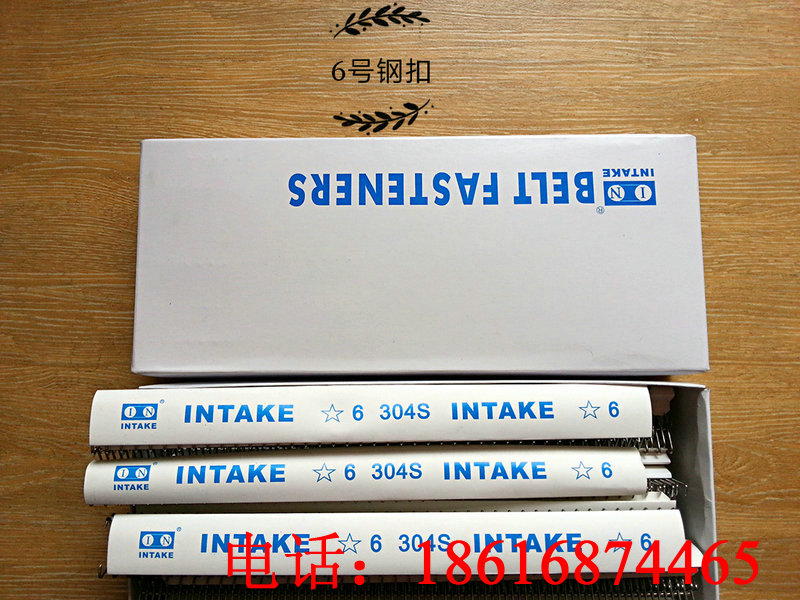 6号钢扣
IN
INTAKE
®
BELT FASTENERS
IN ®
INTAKE
INTAKE ☆6 304S INTAKE ☆6
IN ®
INTAKE
INTAKE ☆6 304S INTAKE ☆6
IN ®
INTAKE
INTAKE ☆6 304S INTAKE ☆6
电话:18616874465